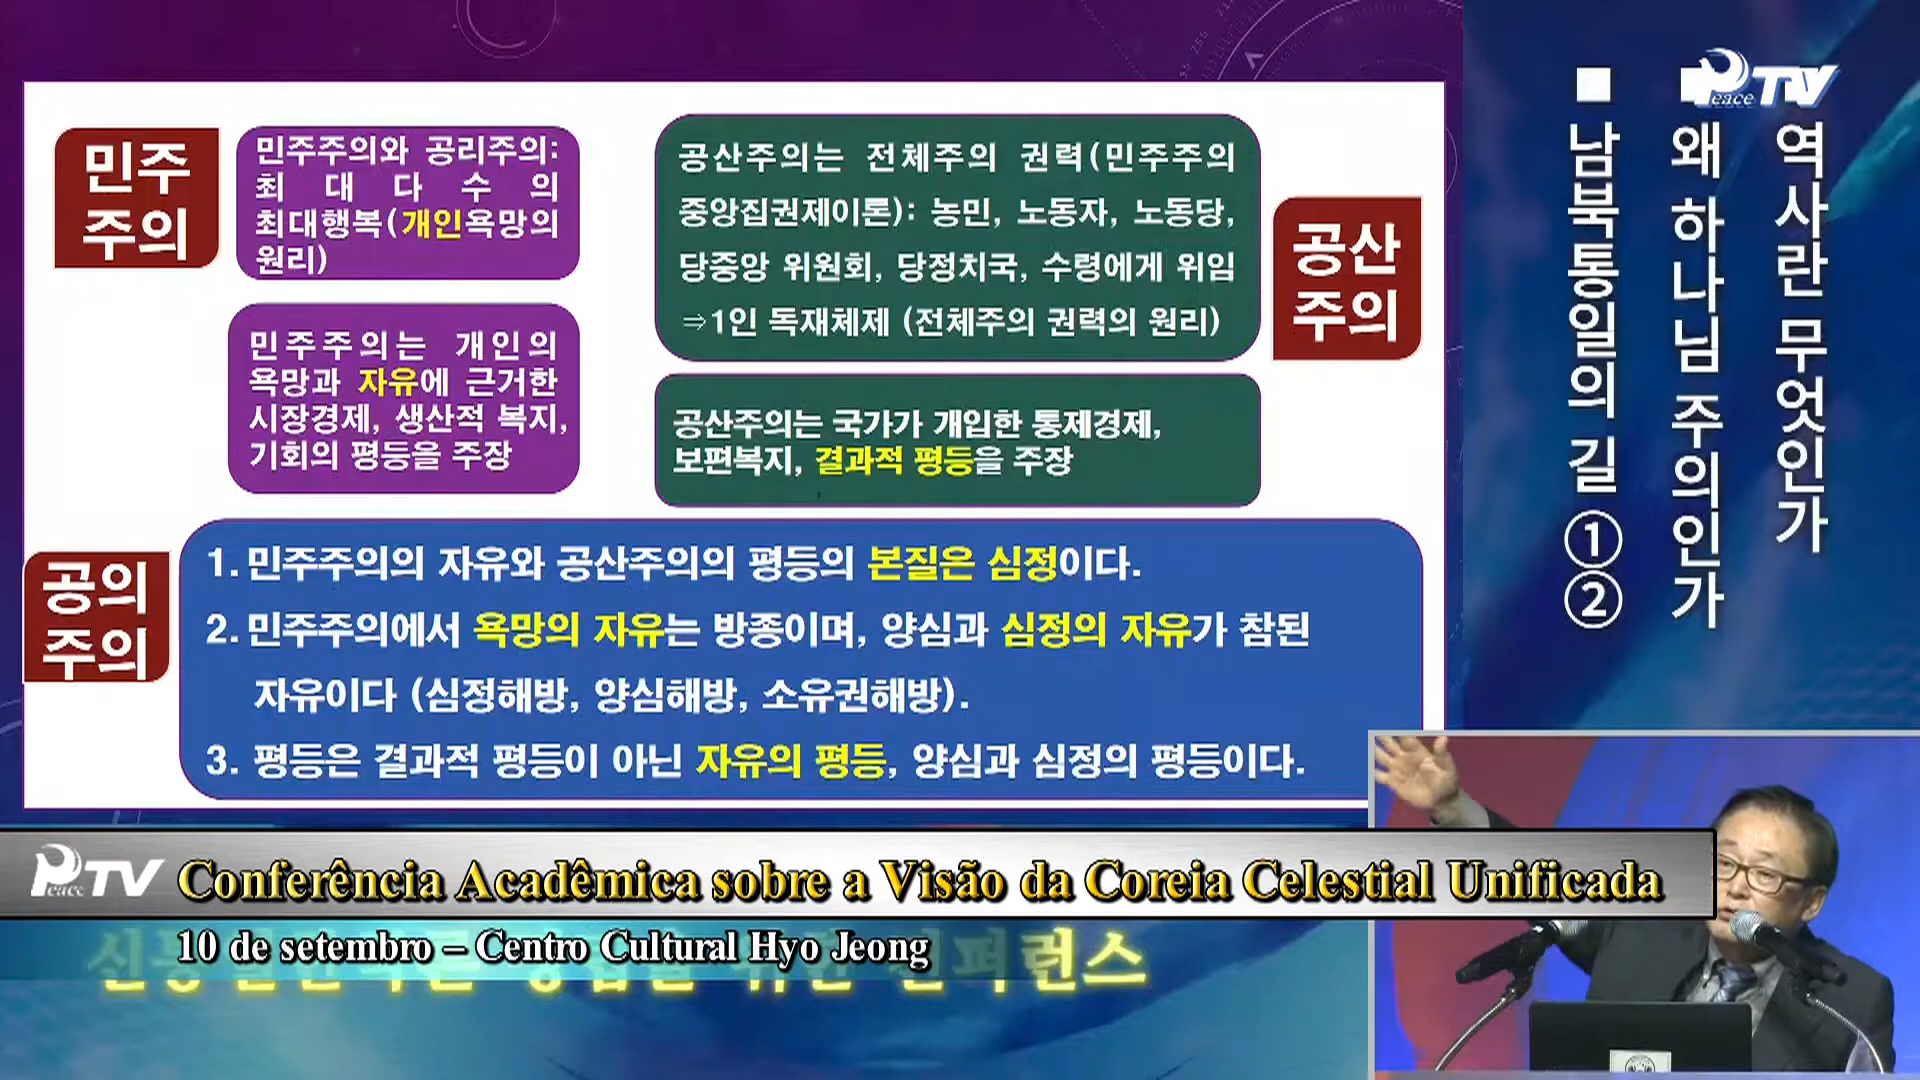 민주
주의
민주주의와 공리주의:
최 대 다 수 의
최대행복(개인욕망의
원리)
민주주의는 개인의
욕망과 자유에 근거한
시장경제, 생산적 복지,
기회의 평등을 주장
공산주의는 전체주의 권력(민주주의
중앙집권제이론): 농민, 노동자, 노동당,
당중앙 위원회, 당정치국, 수령에게 위임
⇒1인 독재체제 (전체주의 권력의 원리)
공산
주의
공산주의는 국가가 개입한 통제경제,
보편복지, 결과적 평등을 주장
공의
주의
1. 민주주의의 자유와 공산주의의 평등의 본질은 심정이다.
2. 민주주의에서 욕망의 자유는 방종이며, 양심과 심정의 자유가 참된
자유이다 (심정해방, 양심해방, 소유권해방).
3. 평등은 결과적 평등이 아닌 자유의 평등, 양심과 심정의 평등이다.
Peace TV
역사란 무엇인가
■ 왜 하나님 주의인가
■ 남북통일의 길 ①②
Peace TV
Conferência Acadêmica sobre a Visão da Coreia Celestial Unificada
10 de setembro – Centro Cultural Hyo Jeong
런스